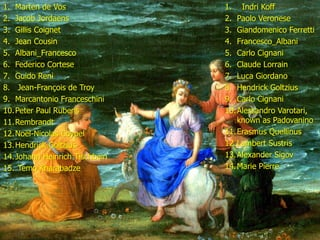 1. Marten de Vos
2. Jacob Jordaens
3. Gillis Coignet
4. Jean Cousin
5. Albani_Francesco
6. Federico Cortese
7. Guido Reni
8. Jean-François de Troy
9. Marcantonio Franceschini
10. Peter Paul Rubens
11. Rembrandt
12. Noël-Nicolas Coypel
13. Hendrick Goltzius
14. Johann Heinrich Tischbein
15. Temo Kharabadze
1. Indri Koff
2. Paolo Veronese
3. Giandomenico Ferretti
4. Francesco_Albani
5. Carlo Cignani
6. Claude Lorrain
7. Luca Giordano
8. Hendrick Goltzius
9. Carlo Cignani
10. Alessandro Varotari,
known as Padovanino
11. Erasmus Quellinus
12. Lambert Sustris
13. Alexander Sigov
14. Marie Pierre